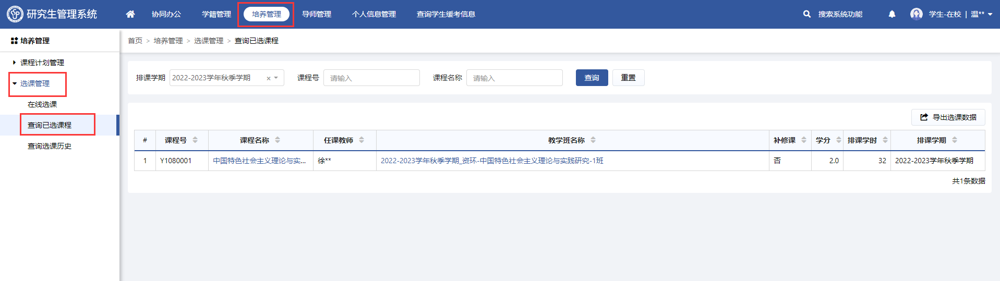 研究生管理系统 协同办公 学籍管理 培养管理 导师管理 个人信息管理 查询学生缓考信息 搜索系统功能 学生-在校 | 温**
培养管理
首页 > 培养管理 > 选课管理 > 查询已选课程
课程计划管理
选课管理
在线选课
查询已选课程
查询选课历史
排课学期 2022-2023学年秋季学期 × 课程号 请输入 课程名称 请输入 查询 重置
导出选课数据
# 课程号 课程名称 任课教师 教学班名称 补修课 学分 排课学时 排课学期
1 Y1080001 中国特色社会主义理论与实... 徐** 2022-2023学年秋季学期_资环-中国特色社会主义理论与实践研究-1班 否 2.0 32 2022-2023学年秋季学期
共1条数据